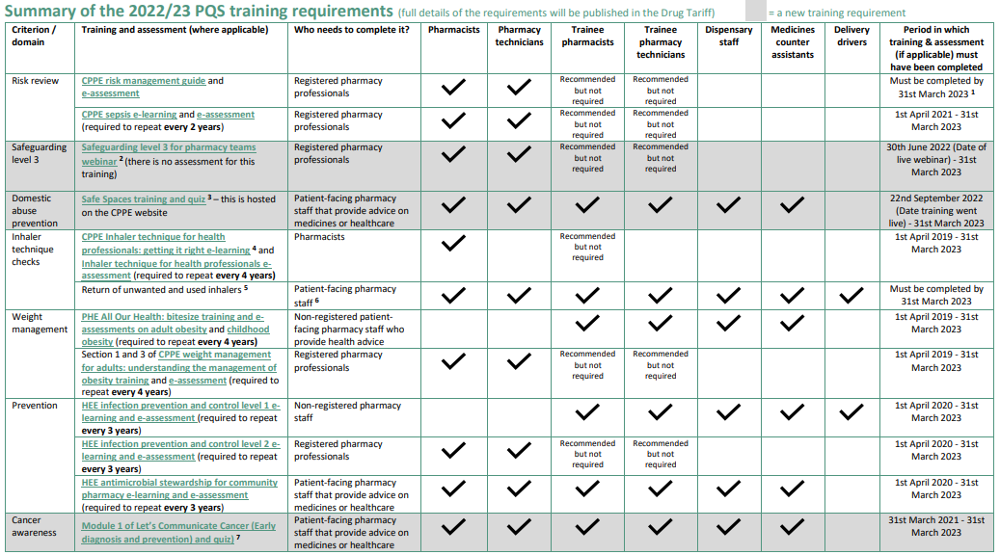 Summary of the 2022/23 PQS training requirements (full details of the requirements will be published in the Drug Tariff) = a new training requirement
Criterion / domain
Training and assessment (where applicable)
Who needs to complete it?
Pharmacists
Pharmacy technicians
Trainee pharmacists
Trainee pharmacy technicians
Dispensary staff
Medicines counter assistants
Delivery drivers
Period in which training & assessment (if applicable) must have been completed
Risk review
CPPE risk management guide and
e-assessment
Registered pharmacy
professionals
Recommended
but not
required
Recommended
but not
required
Must be completed by
31st March 2023 1
CPPE sepsis e-learning and e-assessment
(required to repeat every 2 years)
Registered pharmacy
professionals
Recommended
but not
required
Recommended
but not
required
1st April 2021 - 31st
March 2023
Safeguarding
level 3
Safeguarding level 3 for pharmacy teams
webinar 2 (there is no assessment for this
training)
Registered pharmacy
professionals
Recommended
but not
required
Recommended
but not
required
30th June 2022 (Date of
live webinar) - 31st
March 2023
Domestic
abuse
prevention
Safe Spaces training and quiz 3 – this is hosted
on the CPPE website
Patient-facing pharmacy
staff that provide advice on
medicines or healthcare
22nd September 2022
(Date training went
live) - 31st March 2023
Inhaler
technique
checks
CPPE Inhaler technique for health
professionals: getting it right e-learning 4 and
Inhaler technique for health professionals e-
assessment (required to repeat every 4 years)
Pharmacists
Recommended
but not
required
1st April 2019 - 31st
March 2023
Return of unwanted and used inhalers 5
Patient-facing pharmacy
staff 6
Must be completed by
31st March 2023
Weight
management
PHE All Our Health: bitesize training and e-
assessments on adult obesity and childhood
obesity (required to repeat every 4 years)
Non-registered patient-
facing pharmacy staff who
provide health advice
1st April 2019 - 31st
March 2023
Section 1 and 3 of CPPE weight management
for adults: understanding the management of
obesity training and e-assessment (required to
repeat every 4 years)
Registered pharmacy
professionals
Recommended
but not
required
Recommended
but not
required
1st April 2019 - 31st
March 2023
Prevention
HEE infection prevention and control level 1 e-
learning and e-assessment (required to repeat
every 3 years)
Non-registered pharmacy
staff
1st April 2020 - 31st
March 2023
HEE infection prevention and control level 2 e-
learning and e-assessment (required to repeat
every 3 years)
Registered pharmacy
professionals
Recommended
but not
required
Recommended
but not
required
1st April 2020 - 31st
March 2023
HEE antimicrobial stewardship for community
pharmacy e-learning and e-assessment
(required to repeat every 3 years)
Patient-facing pharmacy
staff that provide advice on
medicines or healthcare
1st April 2020 - 31st
March 2023
Cancer
awareness
Module 1 of Let's Communicate Cancer (Early
diagnosis and prevention) and quiz) 7
Patient-facing pharmacy
staff that provide advice on
medicines or healthcare
31st March 2021 - 31st
March 2023